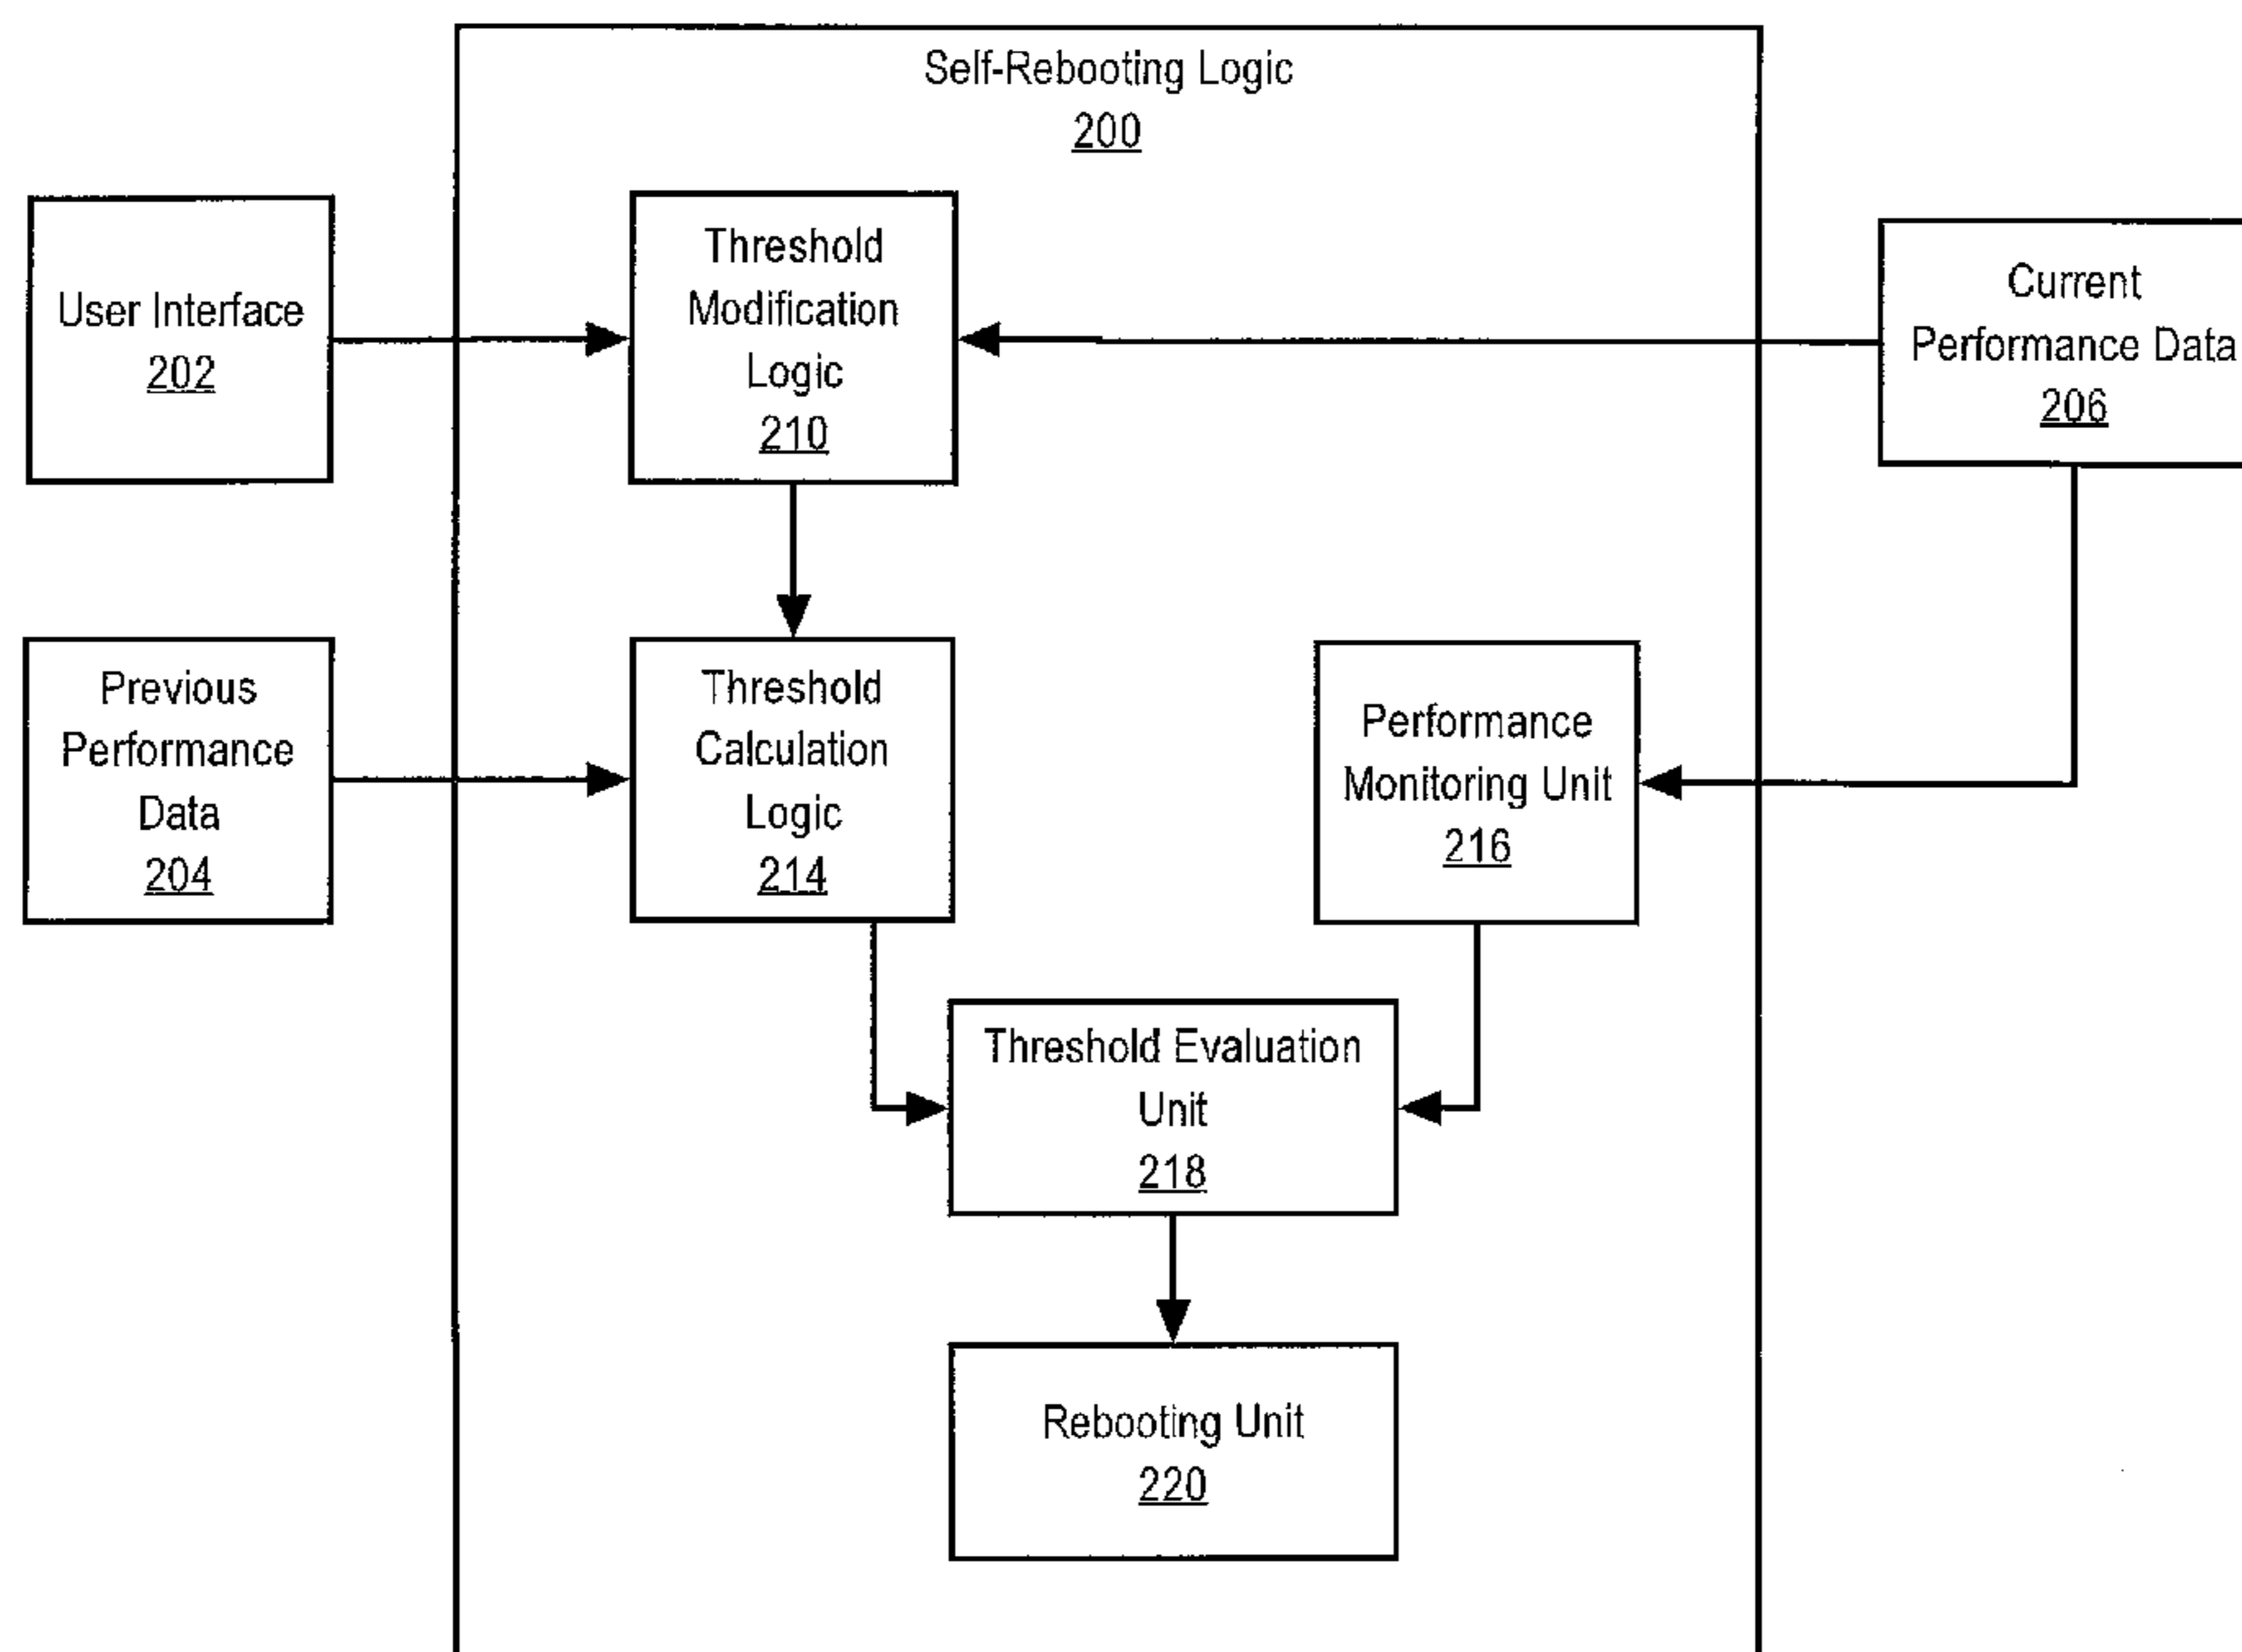 Self-Rebooting Logic
200
User Interface
202
Threshold
Modification
Logic
210
Current
Performance Data
206
Previous
Performance
Data
204
Threshold
Calculation
Logic
214
Performance
Monitoring Unit
216
Threshold Evaluation
Unit
218
Rebooting Unit
220